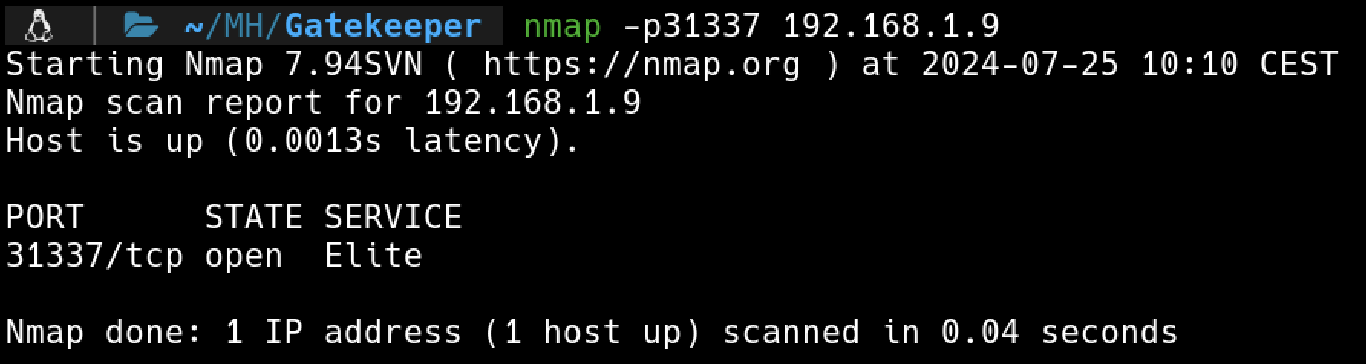 ~/MH/Gatekeeper nmap -p31337 192.168.1.9
Starting Nmap 7.94SVN ( https://nmap.org ) at 2024-07-25 10:10 CEST
Nmap scan report for 192.168.1.9
Host is up (0.0013s latency).
PORT      STATE SERVICE
31337/tcp open  Elite
Nmap done: 1 IP address (1 host up) scanned in 0.04 seconds